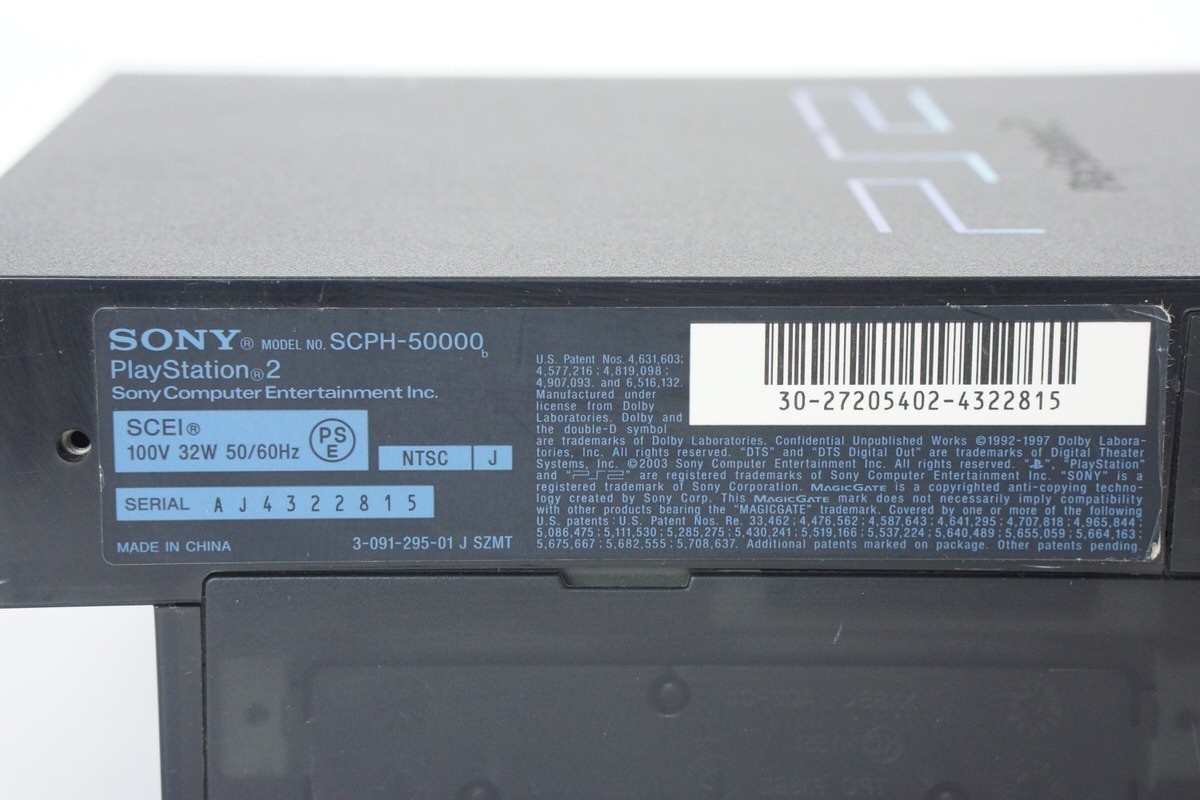 PS2
PlayStation 2
SONY® MODEL NO. SCPH-50000 b
PlayStation®2
Sony Computer Entertainment Inc.
SCEI®
100V 32W 50/60Hz
PS
E
NTSC J
SERIAL AJ4322815
MADE IN CHINA 3-091-295-01 J SZMT
30-27205402-4322815
U.S. Patent Nos. 4,631,603;
4,577,216 ; 4,819,098 ;
4,907,093. and 6,516,132.
Manufactured under
license from Dolby
Laboratories. Dolby and
the double-D symbol
are trademarks of Dolby Laboratories. Confidential Unpublished Works ©1992-1997 Dolby Labora-
tories, Inc. All rights reserved. "DTS" and "DTS Digital Out" are trademarks of Digital Theater
Systems, Inc. ©2003 Sony Computer Entertainment Inc. All rights reserved. "PS", "PlayStation"
and "PS2" are registered trademarks of Sony Computer Entertainment Inc. "SONY" is a
registered trademark of Sony Corporation. MAGICGATE is a copyrighted anti-copying techno-
logy created by Sony Corp. This MAGICGATE mark does not necessarily imply compatibility
with other products bearing the "MAGICGATE" trademark. Covered by one or more of the following
U.S. patents : U.S. Patent Nos. Re. 33,462 ; 4,476,562 ; 4,587,643 ; 4,641,295 ; 4,707,818 ; 4,965,844 ;
5,086,475 ; 5,111,530 ; 5,285,275 ; 5,430,241 ; 5,519,166 ; 5,537,224 ; 5,640,489 ; 5,655,059 ; 5,664,163 ;
5,675,667 ; 5,682,555 ; 5,708,637. Additional patents marked on package. Other patents pending.